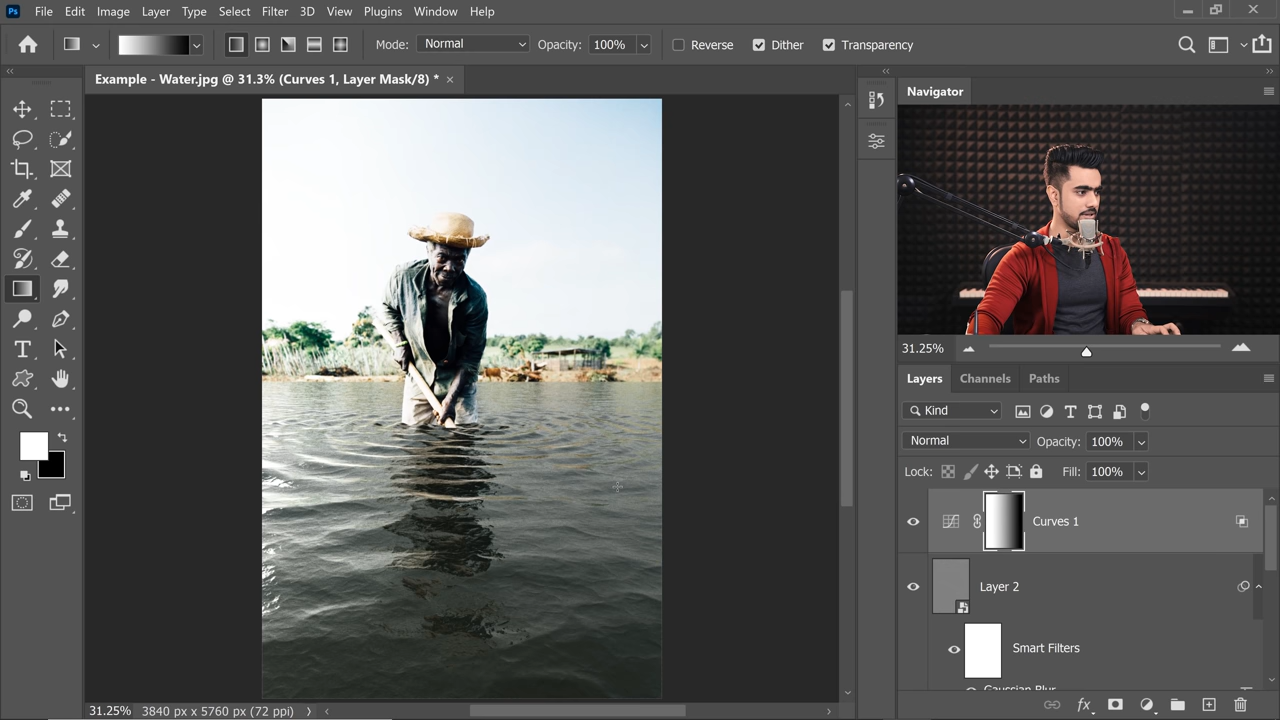 Ps File Edit Image Layer Type Select Filter 3D View Plugins Window Help
Mode: Normal Opacity: 100% Reverse Dither Transparency
Example - Water.jpg @ 31.3% (Curves 1, Layer Mask/8) *
Navigator
31.25%
Layers Channels Paths
Kind
Normal Opacity: 100%
Lock: Fill: 100%
Curves 1
Layer 2
Smart Filters
Gaussian Blur
31.25% 3840 px x 5760 px (72 ppi)